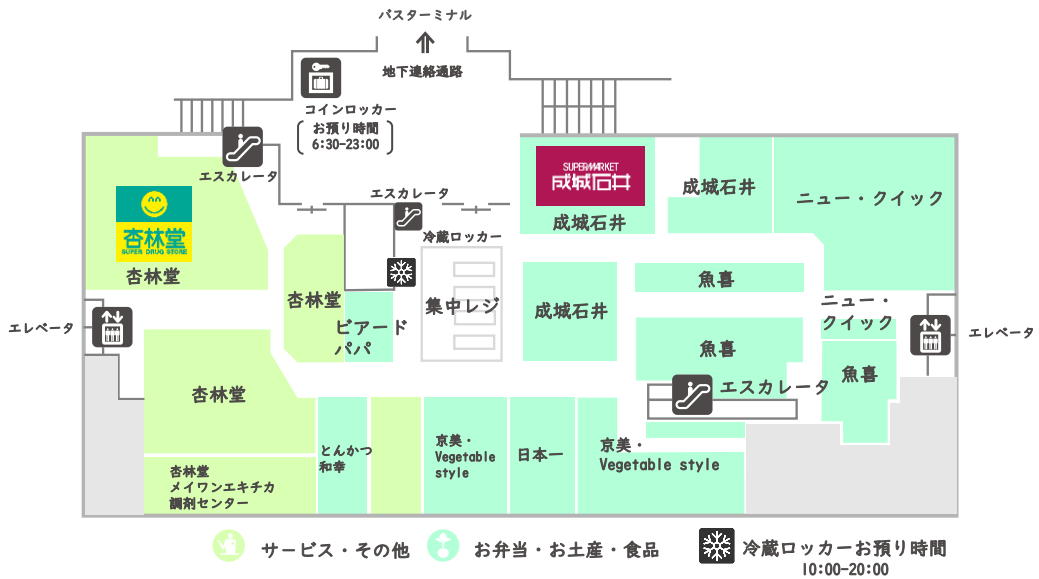 バスターミナル
地下連絡通路
コインロッカー
お預り時間
6:30-23:00
エスカレータ
エスカレータ
冷蔵ロッカー
杏林堂
SUPER DRUG STORE
杏林堂
SUPERMARKET
成城石井
成城石井
成城石井
ニュー・クイック
杏林堂
ビアード
パパ
集中レジ
成城石井
魚喜
ニュー・
クイック
魚喜
魚喜
エレベータ
エレベータ
エスカレータ
杏林堂
杏林堂
メイワンエキチカ
調剤センター
とんかつ
和幸
京美・
Vegetable
style
日本一
京美・
Vegetable style
サービス・その他
お弁当・お土産・食品
冷蔵ロッカーお預り時間
10:00-20:00